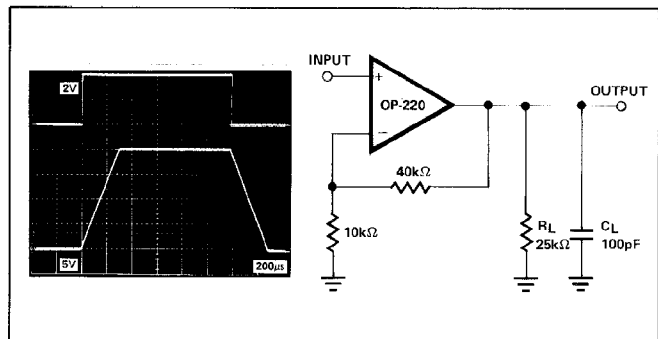 2V
5V
200µs
INPUT
+
OP-220
−
OUTPUT
40kΩ
10kΩ
RL
25kΩ
CL
100pF